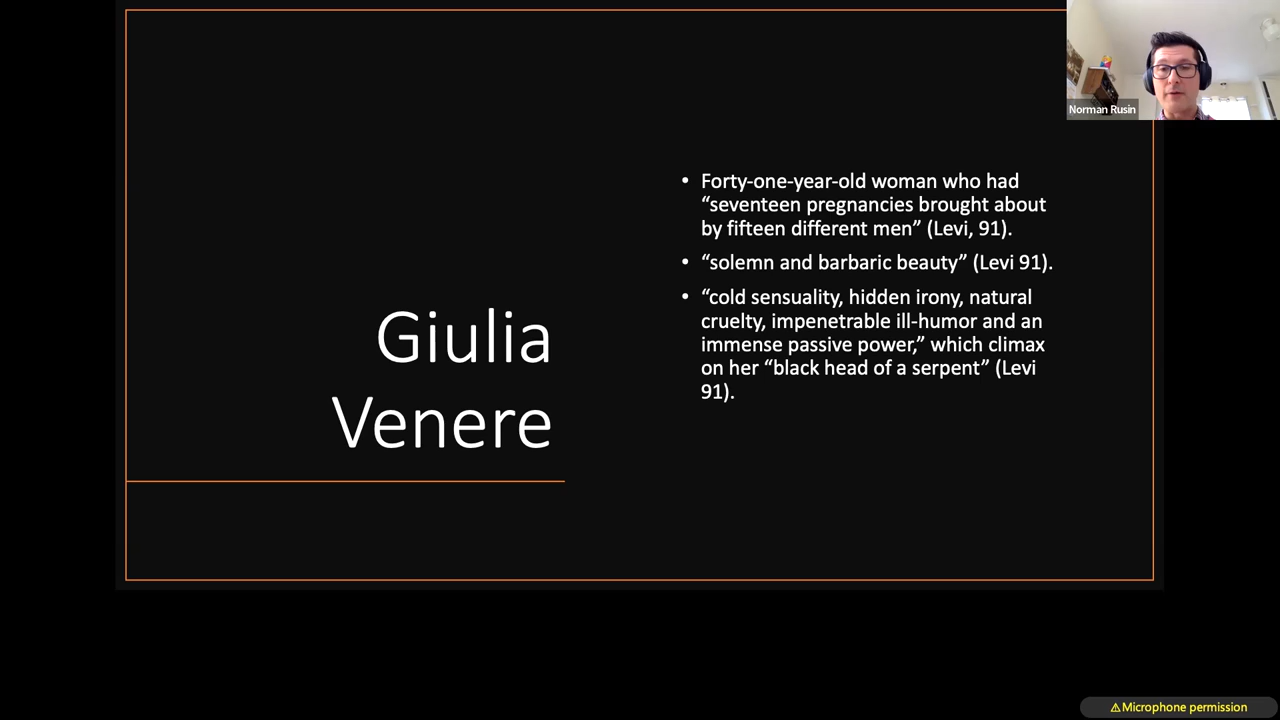 Norman Rusin
Giulia
Venere
• Forty-one-year-old woman who had
“seventeen pregnancies brought about
by fifteen different men” (Levi, 91).
• “solemn and barbaric beauty” (Levi 91).
• “cold sensuality, hidden irony, natural
cruelty, impenetrable ill-humor and an
immense passive power,” which climax
on her “black head of a serpent” (Levi
91).
⚠Microphone permission